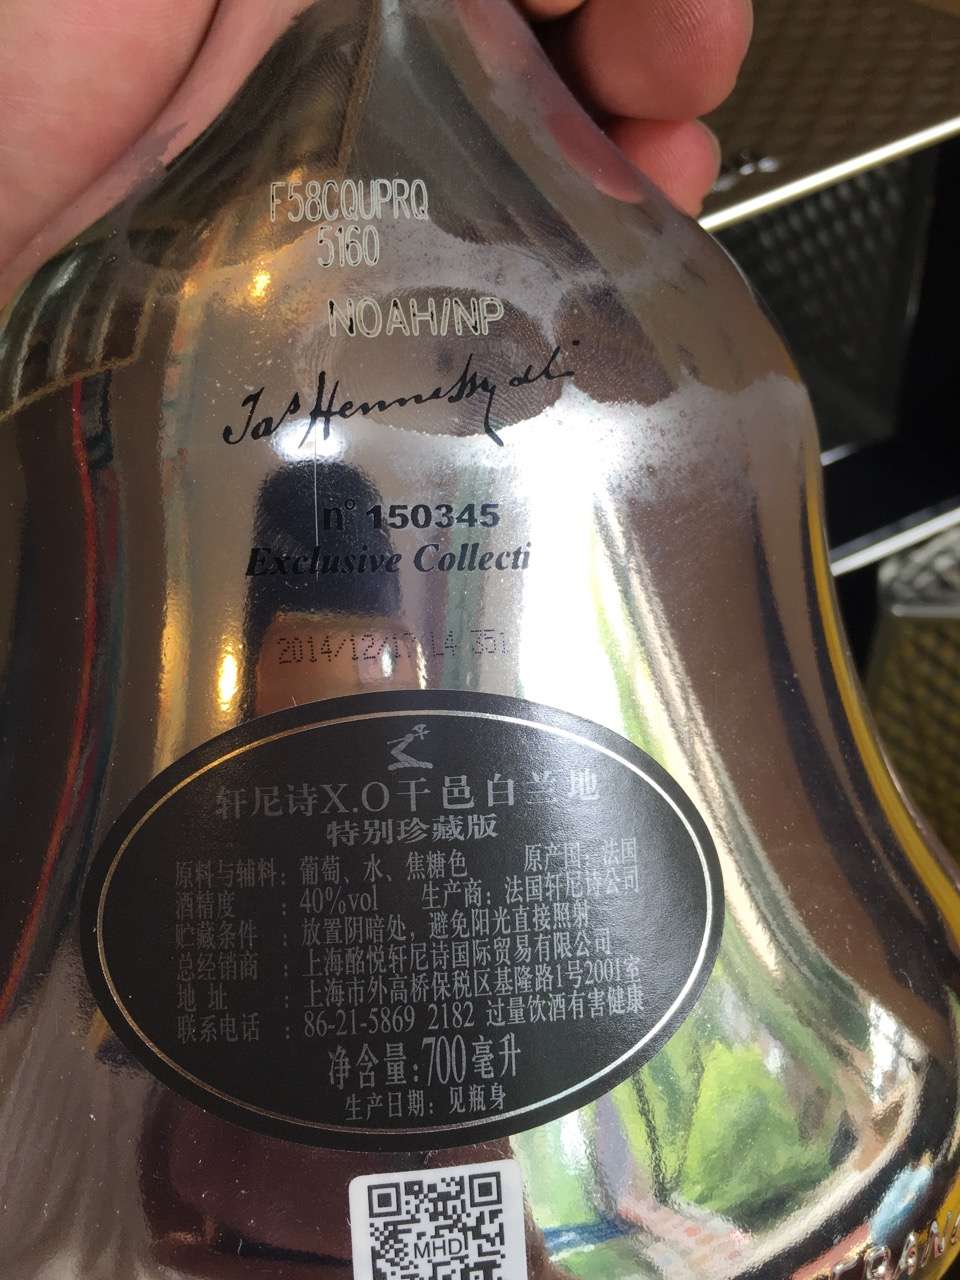 F58CQUPRQ
5160
NOAH/NP
Jas Hennessy
n° 150345
Exclusive Collecti
2014/12/17 14 351
轩尼诗X.O干邑白兰地
特别珍藏版
原料与辅料：葡萄、水、焦糖色 原产国：法国
酒精度：40%vol 生产商：法国轩尼诗公司
贮藏条件：放置阴暗处，避免阳光直接照射
总经销商：上海酩悦轩尼诗国际贸易有限公司
地址：上海市外高桥保税区基隆路1号2001室
联系电话：86-21-5869 2182 过量饮酒有害健康
净含量:700毫升
生产日期：见瓶身
MHD